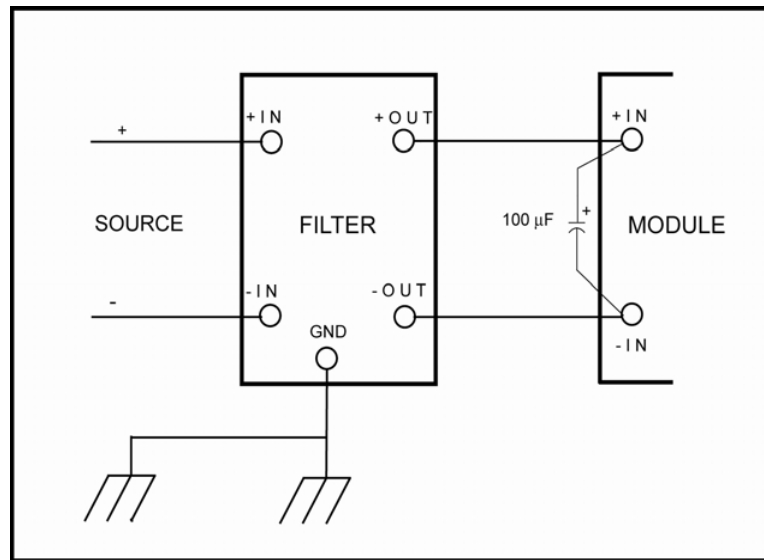 +
+IN
+OUT
+IN
SOURCE
FILTER
100 µF
+
MODULE
-
-IN
-OUT
GND
-IN